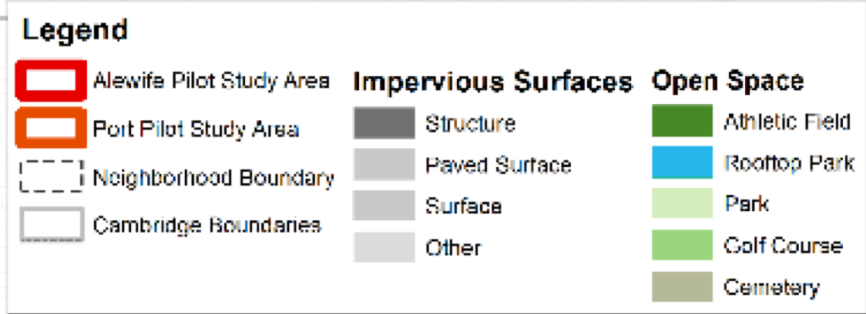 Legend
Alewife Pilot Study Area
Port Pilot Study Area
Neighborhood Boundary
Cambridge Boundaries
Impervious Surfaces
Structure
Paved Surface
Surface
Other
Open Space
Athletic Field
Rooftop Park
Park
Golf Course
Cemetery